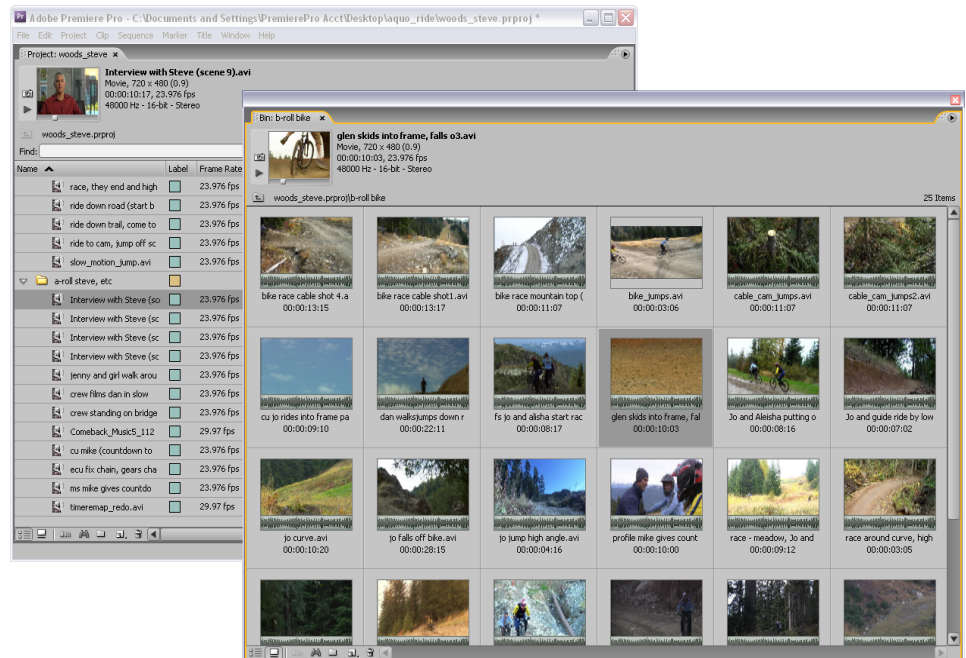 Adobe Premiere Pro - C:\Documents and Settings\PremierePro Acct\Desktop\aquo_ride\woods_steve.prproj *
File Edit Project Clip Sequence Marker Title Window Help
Project: woods_steve
Interview with Steve (scene 9).avi
Movie, 720 x 480 (0.9)
00:00:10:17, 23.976 fps
48000 Hz - 16-bit - Stereo
woods_steve.prproj
Find:
Name Label Frame Rate
race, they end and high 23.976 fps
ride down road (start b 23.976 fps
ride down trail, come to 23.976 fps
ride to cam, jump off sc 23.976 fps
slow_motion_jump.avi 23.976 fps
a-roll steve, etc
Interview with Steve (sc 23.976 fps
Interview with Steve (sc 23.976 fps
Interview with Steve (sc 23.976 fps
Interview with Steve (sc 23.976 fps
jenny and girl walk arou 23.976 fps
crew films dan in slow 23.976 fps
crew standing on bridge 23.976 fps
Comeback_Music5_112 29.97 fps
cu mike (countdown to 23.976 fps
ecu fix chain, gears cha 23.976 fps
ms mike gives countdo 23.976 fps
timeremap_redo.avi 29.97 fps
Bin: b-roll bike
glen skids into frame, falls o3.avi
Movie, 720 x 480 (0.9)
00:00:10:03, 23.976 fps
48000 Hz - 16-bit - Stereo
woods_steve.prproj\b-roll bike 25 Items
bike race cable shot 4.a bike race cable shot1.avi bike race mountain top ( bike_jumps.avi cable_cam_jumps.avi cable_cam_jumps2.avi
00:00:13:15 00:00:13:17 00:00:11:07 00:00:03:06 00:00:11:07 00:00:11:07
cu jo rides into frame pa dan walksjumps down r fs jo and alisha start rac glen skids into frame, fal Jo and Aleisha putting o Jo and guide ride by low
00:00:09:10 00:00:22:11 00:00:08:17 00:00:10:03 00:00:08:16 00:00:07:02
jo curve.avi jo falls off bike.avi jo jump high angle.avi profile mike gives count race - meadow, Jo and race around curve, high
00:00:10:20 00:00:28:15 00:00:04:16 00:00:10:00 00:00:09:12 00:00:03:05